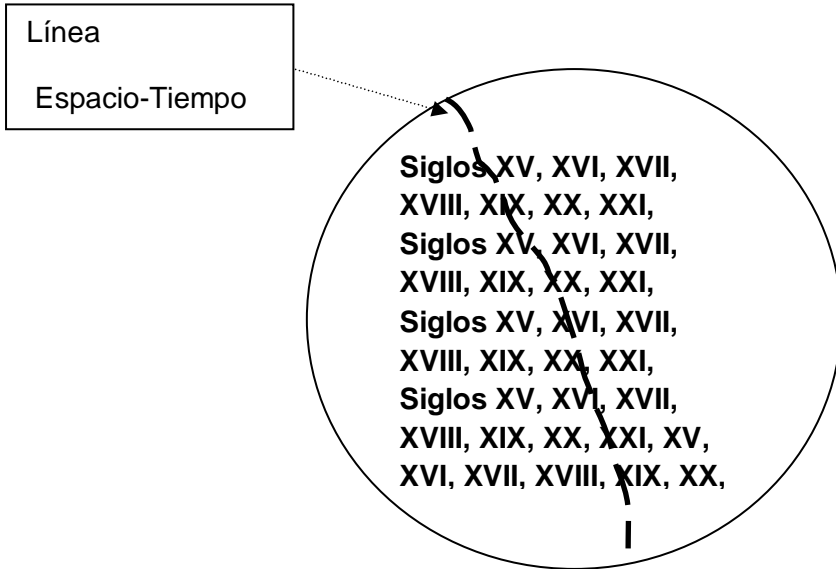 Línea
Espacio-Tiempo
Siglos XV, XVI, XVII,
XVIII, XIX, XX, XXI,
Siglos XV, XVI, XVII,
XVIII, XIX, XX, XXI,
Siglos XV, XVI, XVII,
XVIII, XIX, XX, XXI,
Siglos XV, XVI, XVII,
XVIII, XIX, XX, XXI, XV,
XVI, XVII, XVIII, XIX, XX,